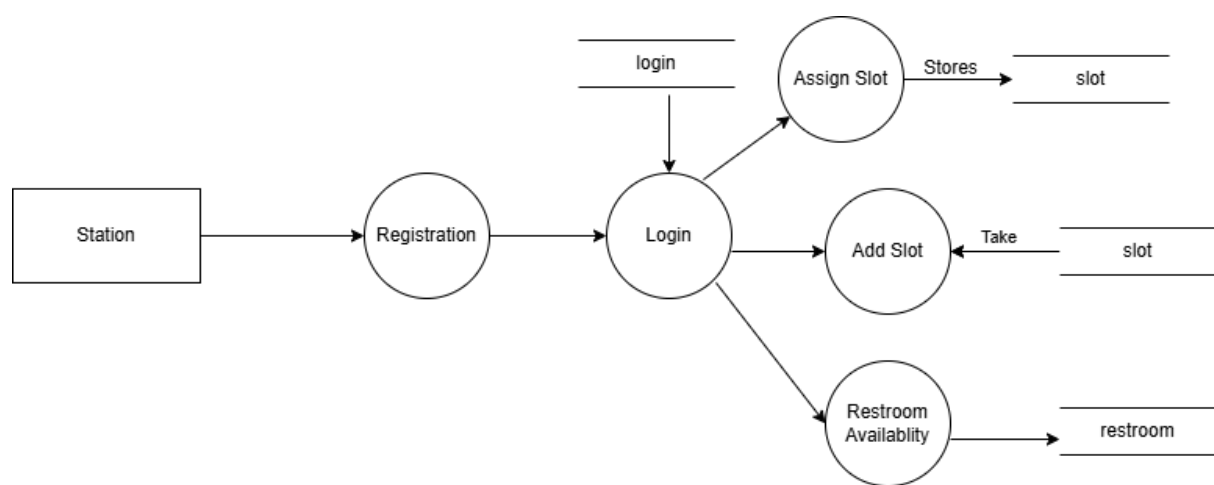 login
Assign Slot
Stores
slot
Station
Registration
Login
Add Slot
Take
slot
Restroom
Availablity
restroom